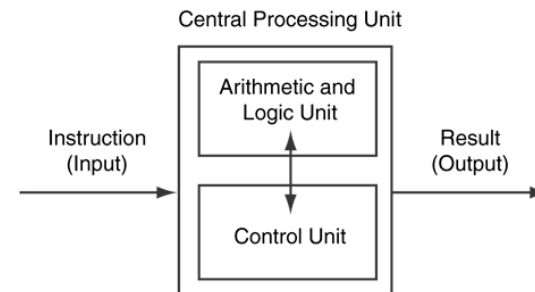 Central Processing Unit
Arithmetic and
Logic Unit
Instruction
(Input)
Result
(Output)
Control Unit